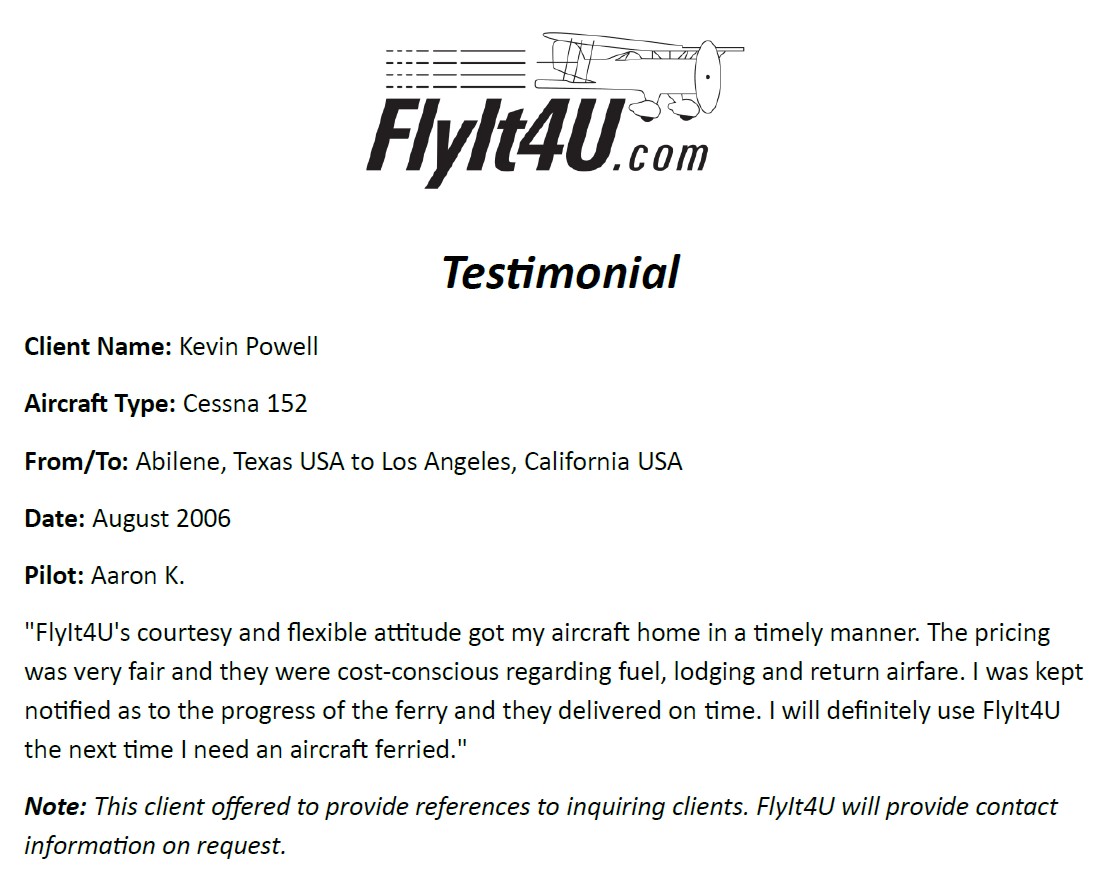 FlyIt4U.com
Testimonial
Client Name: Kevin Powell
Aircraft Type: Cessna 152
From/To: Abilene, Texas USA to Los Angeles, California USA
Date: August 2006
Pilot: Aaron K.
"FlyIt4U's courtesy and flexible attitude got my aircraft home in a timely manner. The pricing
was very fair and they were cost-conscious regarding fuel, lodging and return airfare. I was kept
notified as to the progress of the ferry and they delivered on time. I will definitely use FlyIt4U
the next time I need an aircraft ferried."
Note: This client offered to provide references to inquiring clients. FlyIt4U will provide contact
information on request.